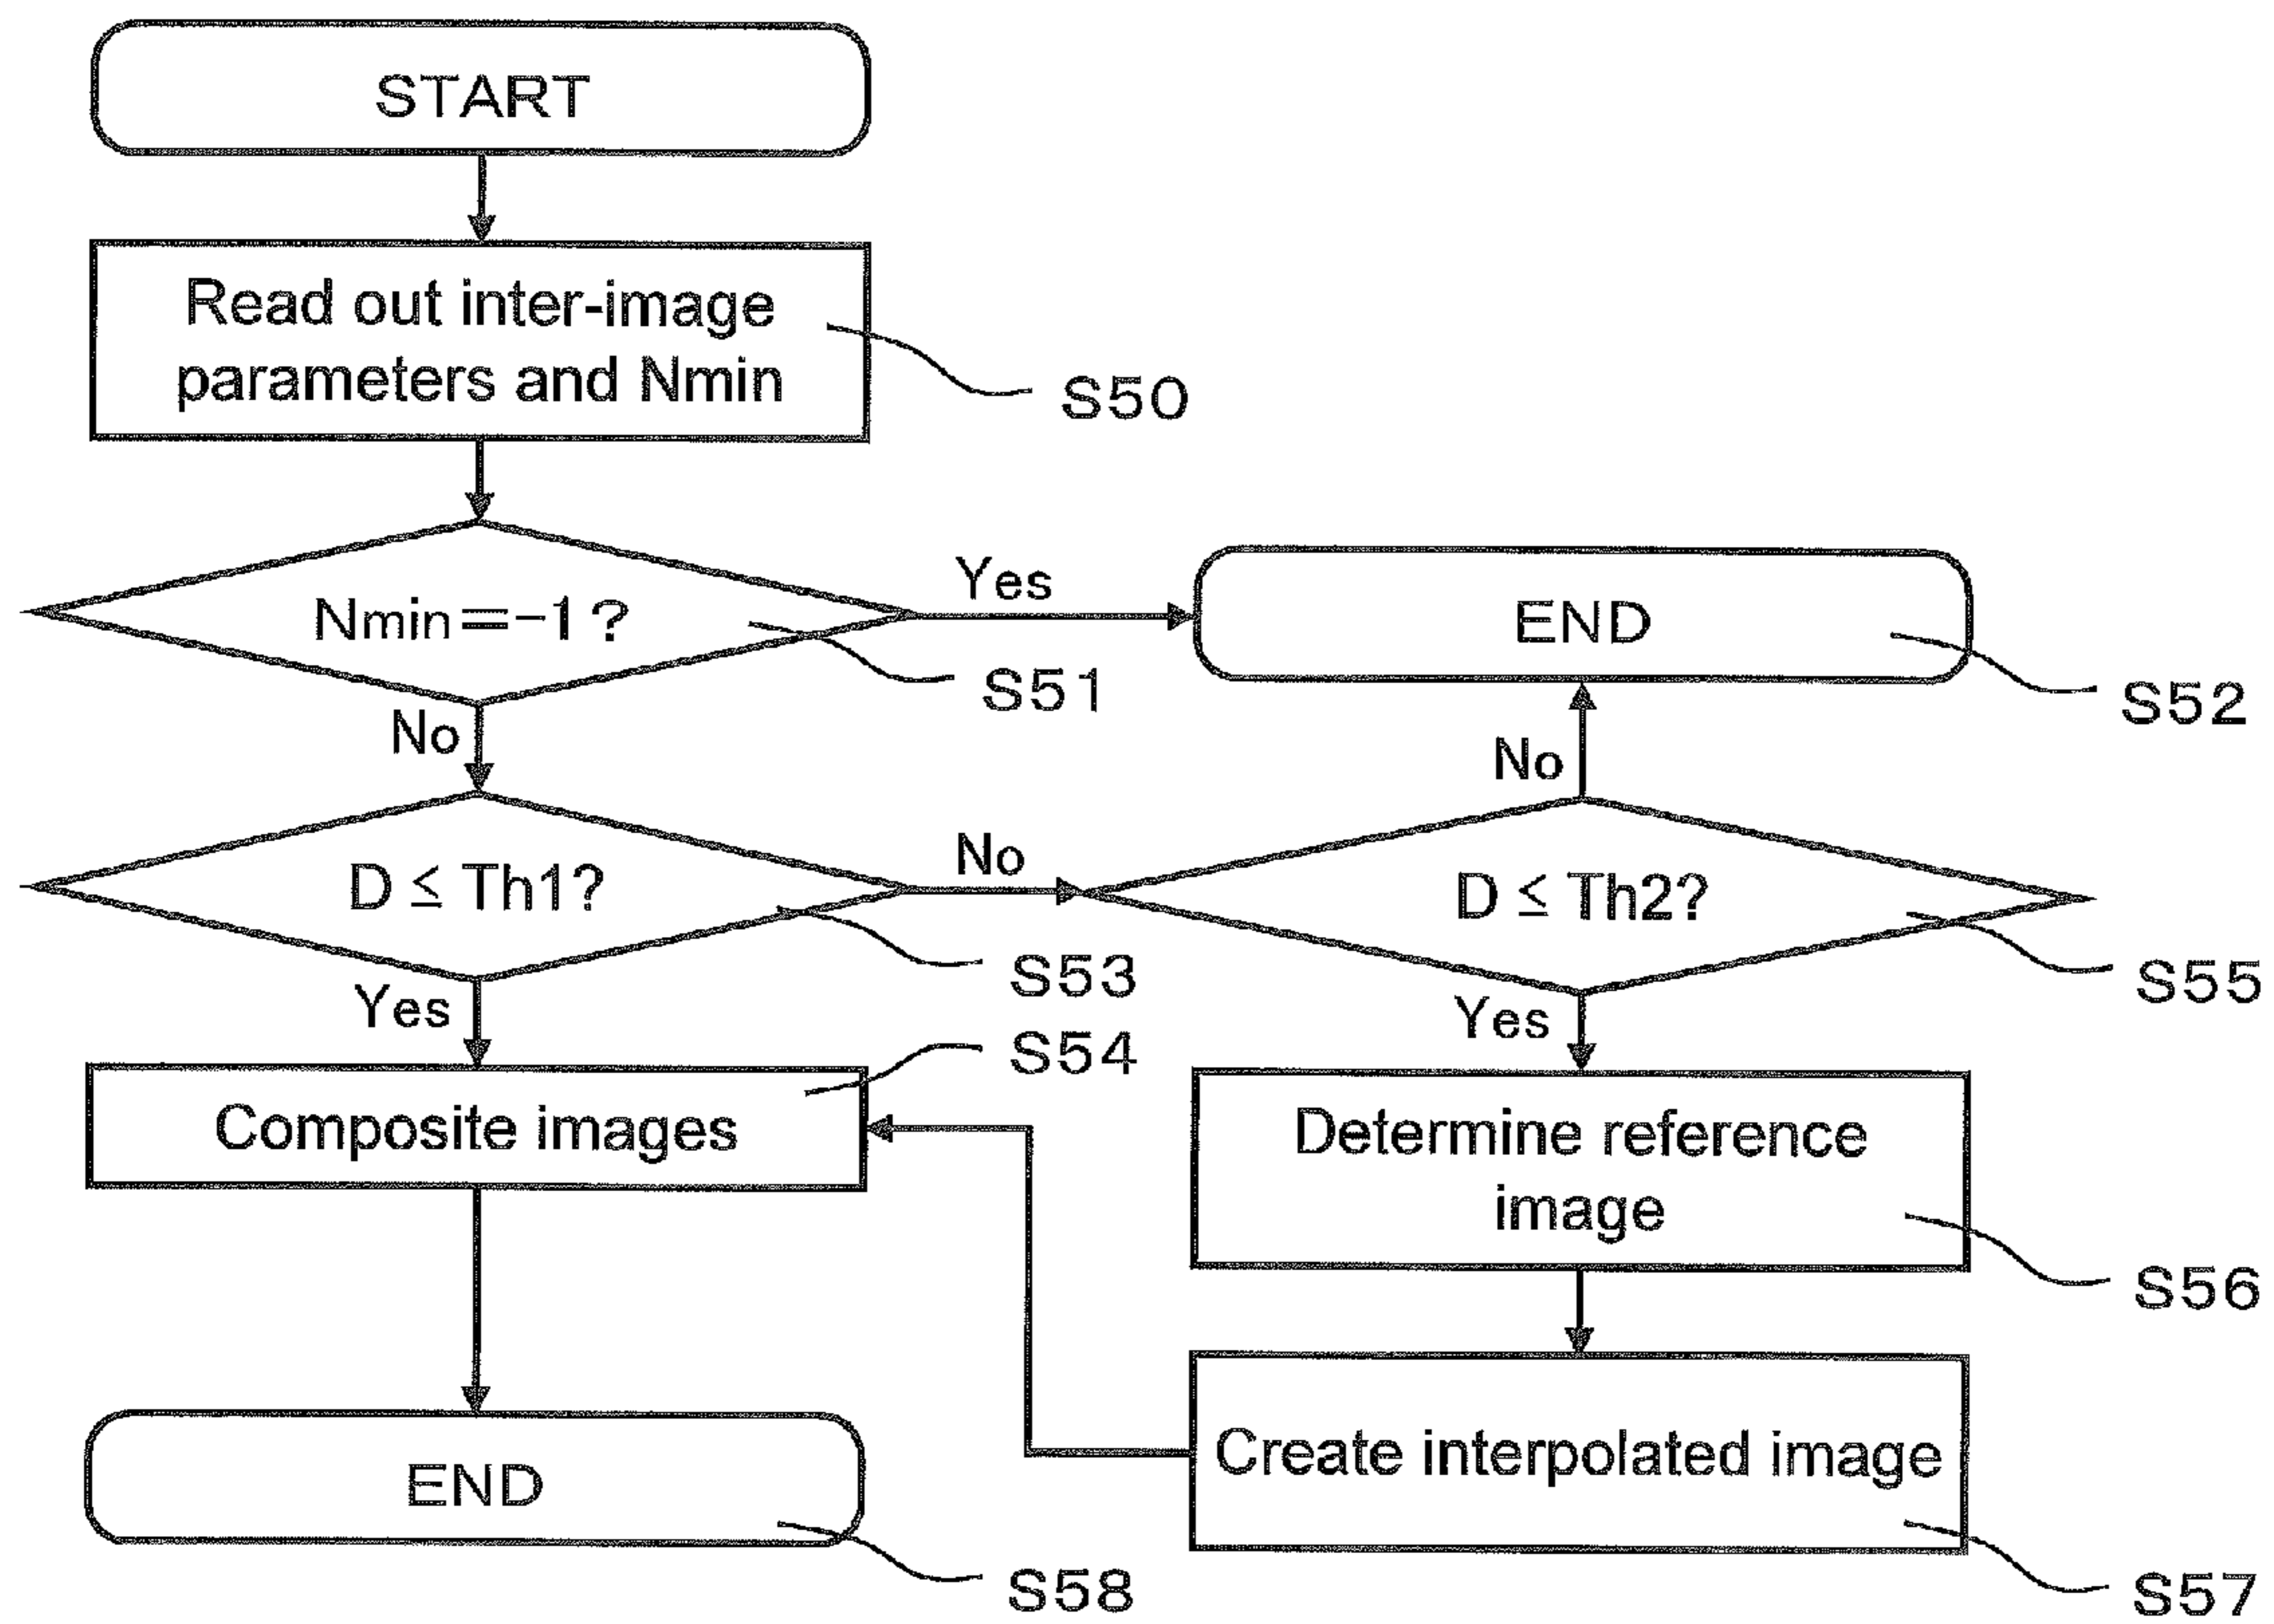 START
Read out inter-image
parameters and Nmin
S50
Nmin=-1?
Yes
END
S51
S52
No
No
D ≤ Th1?
No
D ≤ Th2?
S53
S55
Yes
Yes
S54
Composite images
Determine reference
image
S56
Create interpolated image
END
S58
S57